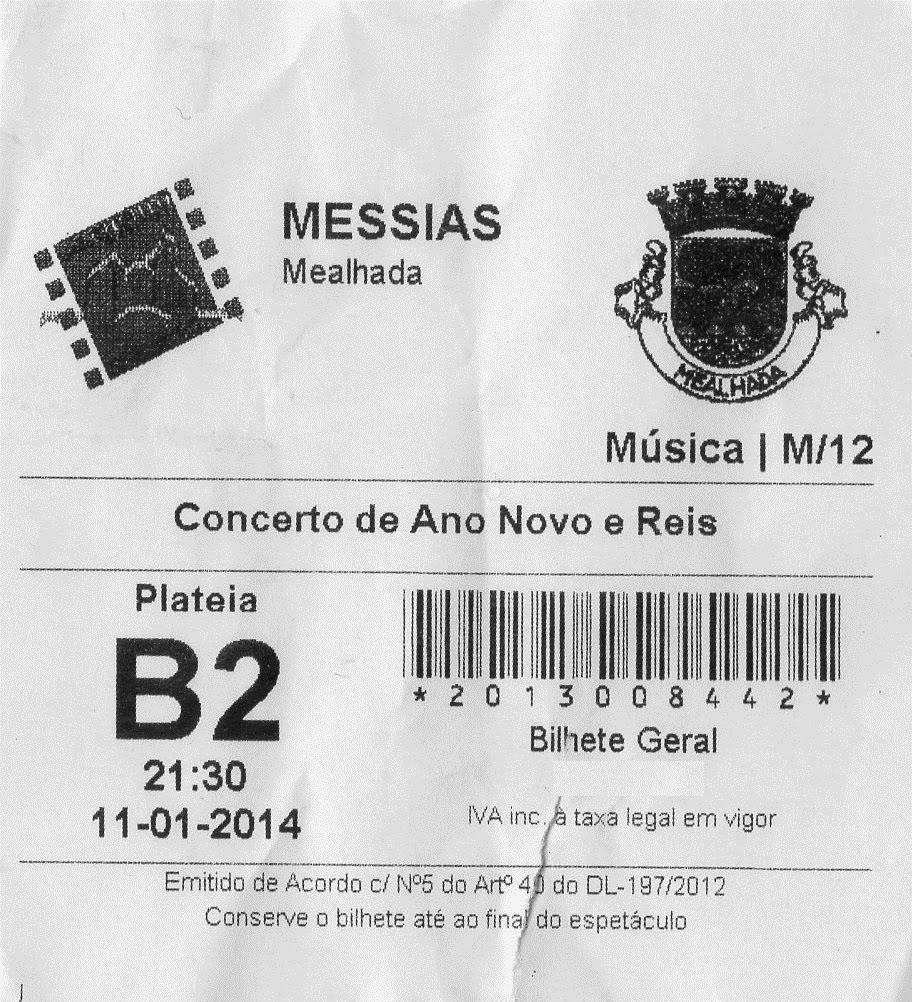 MESSIAS
Mealhada
MEALHADA
Música | M/12
Concerto de Ano Novo e Reis
Plateia
B2
21:30
11-01-2014
*2013008442*
Bilhete Geral
IVA inc. à taxa legal em vigor
Emitido de Acordo c/ Nº5 do Artº 40 do DL-197/2012
Conserve o bilhete até ao final do espetáculo